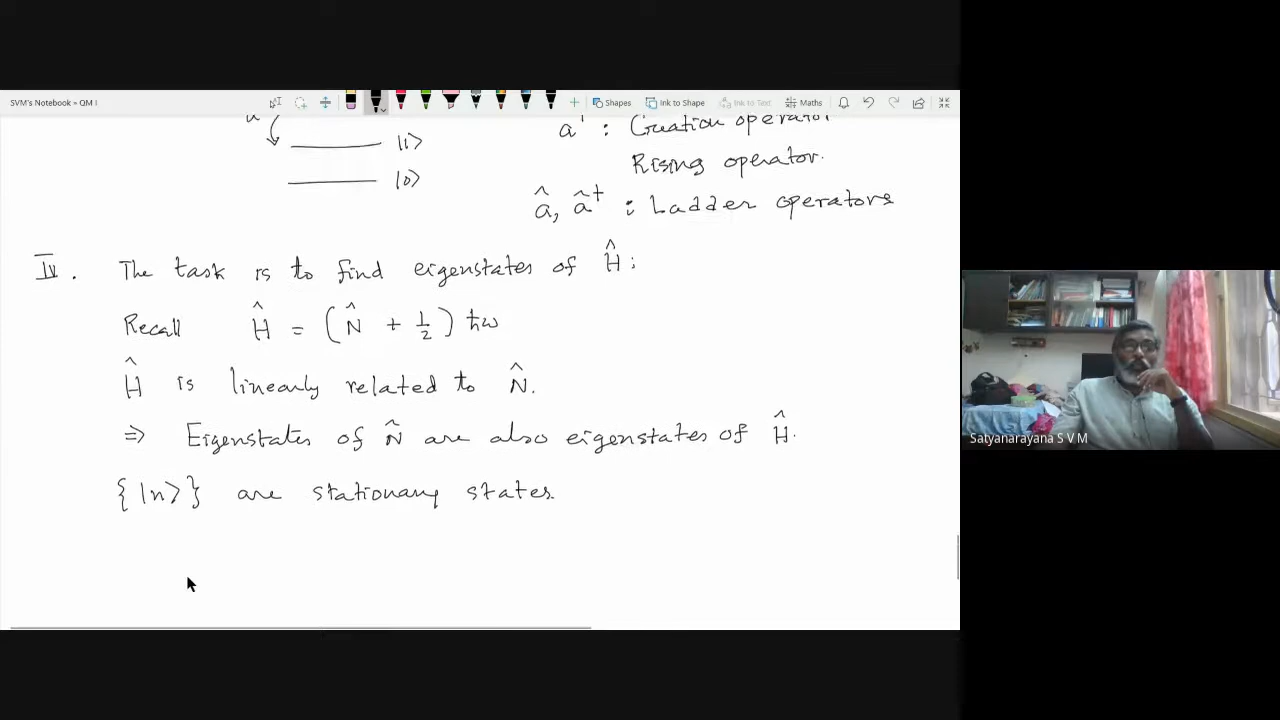 SVM's Notebook » QM I
Shapes
Ink to Shape
Ink to Text
Maths
a† : Creation operator
|1>
Rising operator.
|0>
â, â† : Ladder operators
IV. The task is to find eigenstates of Ĥ:
Recall Ĥ = (N̂ + 1/2) ħω
Ĥ is linearly related to N̂.
⇒ Eigenstates of N̂ are also eigenstates of Ĥ.
{|n>} are stationary states.
Satyanarayana S V M